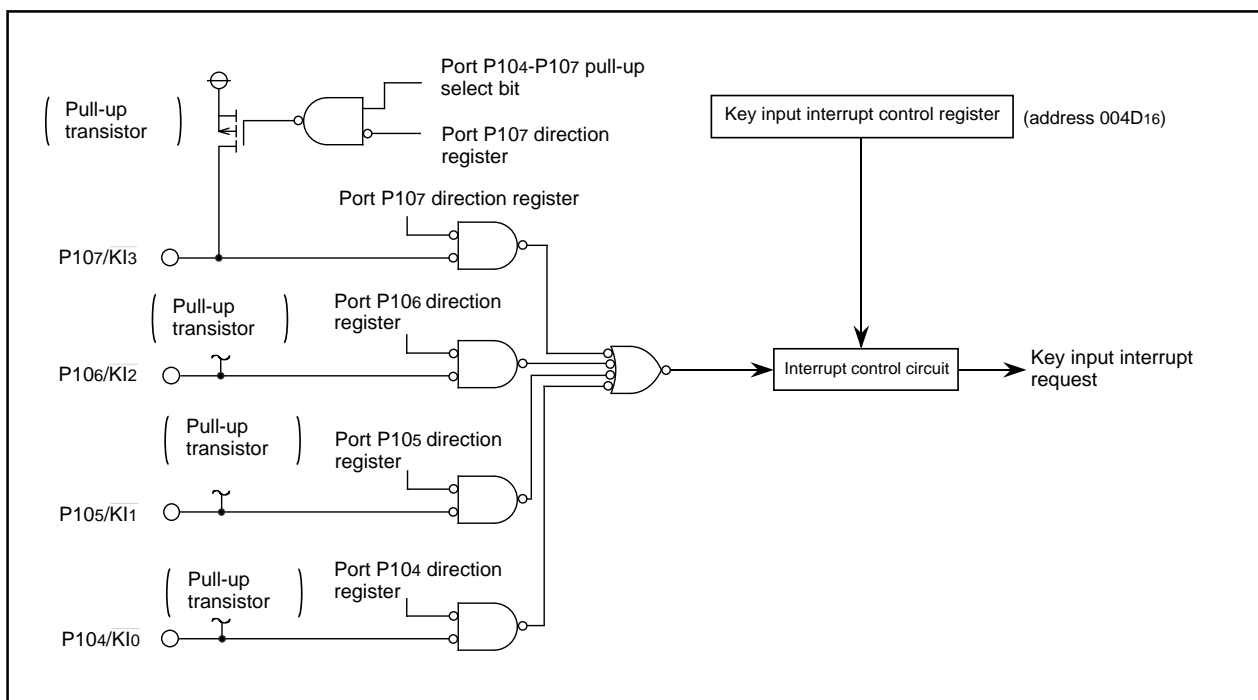 Port P104-P107 pull-up
select bit
( Pull-up
transistor )
Port P107 direction
register
Key input interrupt control register
(address 004D16)
Port P107 direction register
P107/KI3
( Pull-up
transistor )
Port P106 direction
register
P106/KI2
Interrupt control circuit
Key input interrupt
request
( Pull-up
transistor )
Port P105 direction
register
P105/KI1
( Pull-up
transistor )
Port P104 direction
register
P104/KI0